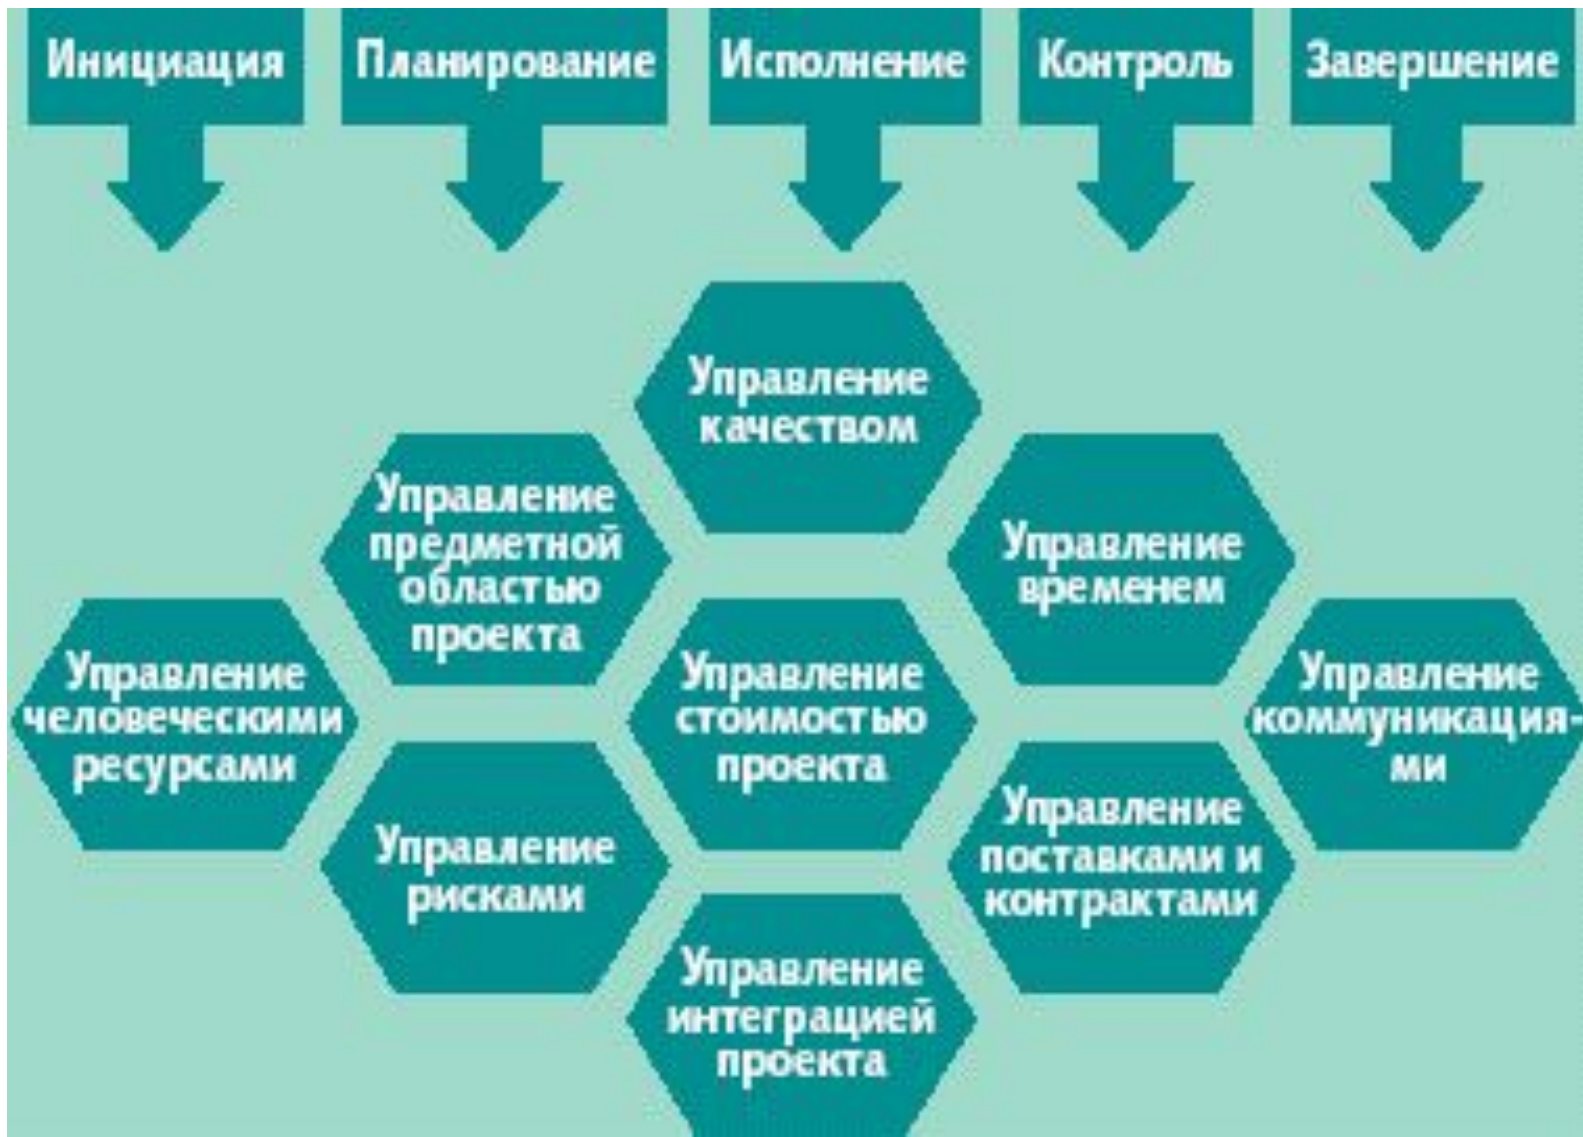 Инициация
Планирование
Исполнение
Контроль
Завершение
Управление
качеством
Управление
предметной
областью
проекта
Управление
временем
Управление
человеческими
ресурсами
Управление
стоимостью
проекта
Управление
коммуникация-
ми
Управление
рисками
Управление
поставками и
контрактами
Управление
интеграцией
проекта